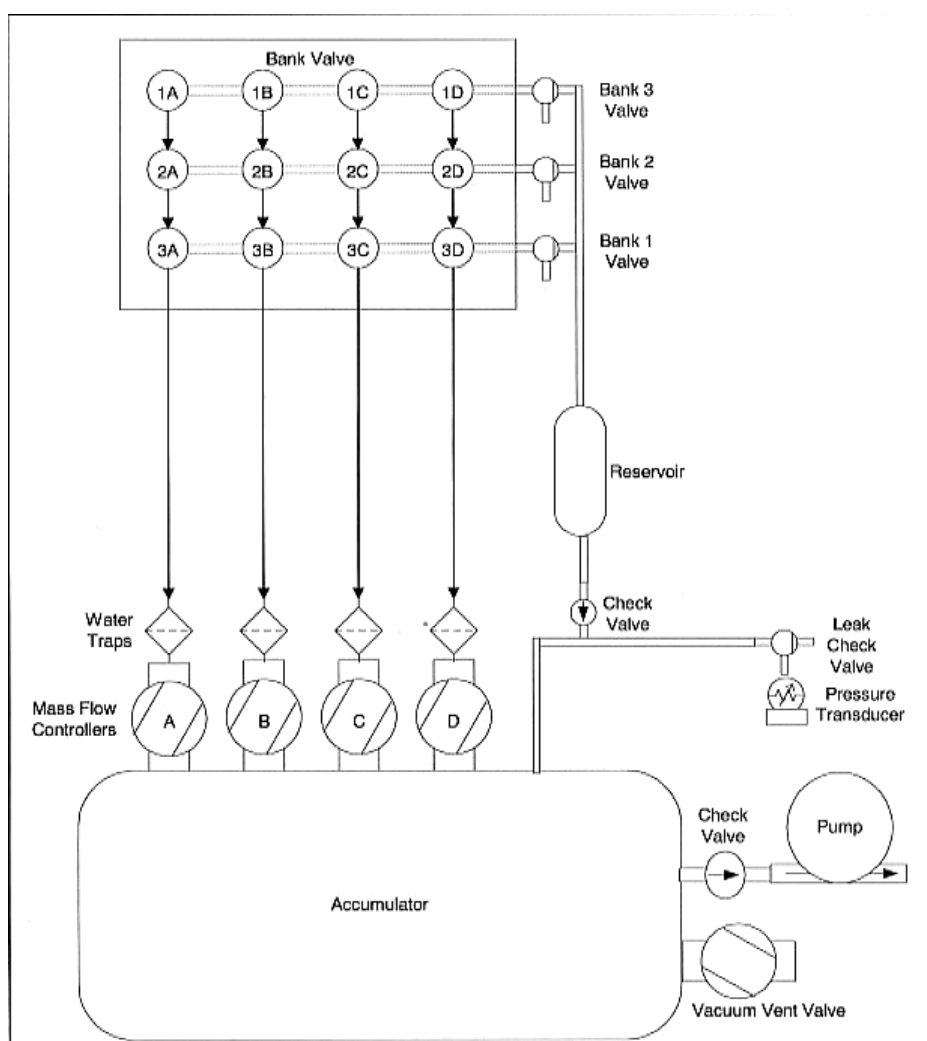 Bank Valve
1A
1B
1C
1D
Bank 3
Valve
2A
2B
2C
2D
Bank 2
Valve
3A
3B
3C
3D
Bank 1
Valve
Reservoir
Check
Valve
Water
Traps
Leak
Check
Valve
Mass Flow
Controllers
A
B
C
D
Pressure
Transducer
Check
Valve
Pump
Accumulator
Vacuum Vent Valve